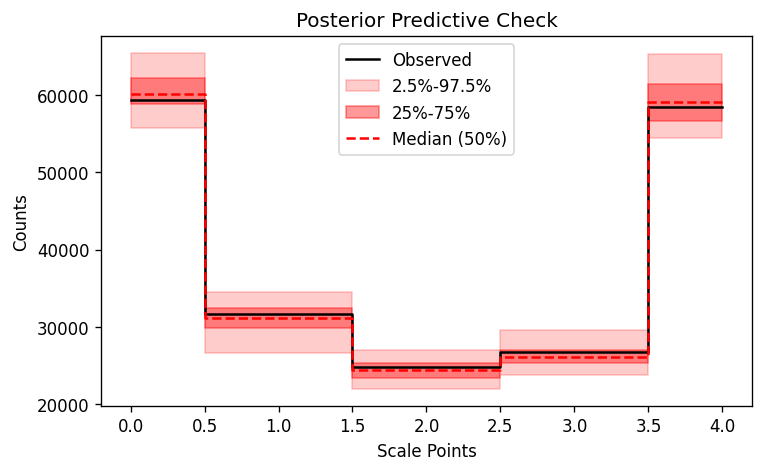 Posterior Predictive Check
Observed
2.5%-97.5%
25%-75%
Median (50%)
Counts
60000
50000
40000
30000
20000
0.0 0.5 1.0 1.5 2.0 2.5 3.0 3.5 4.0
Scale Points